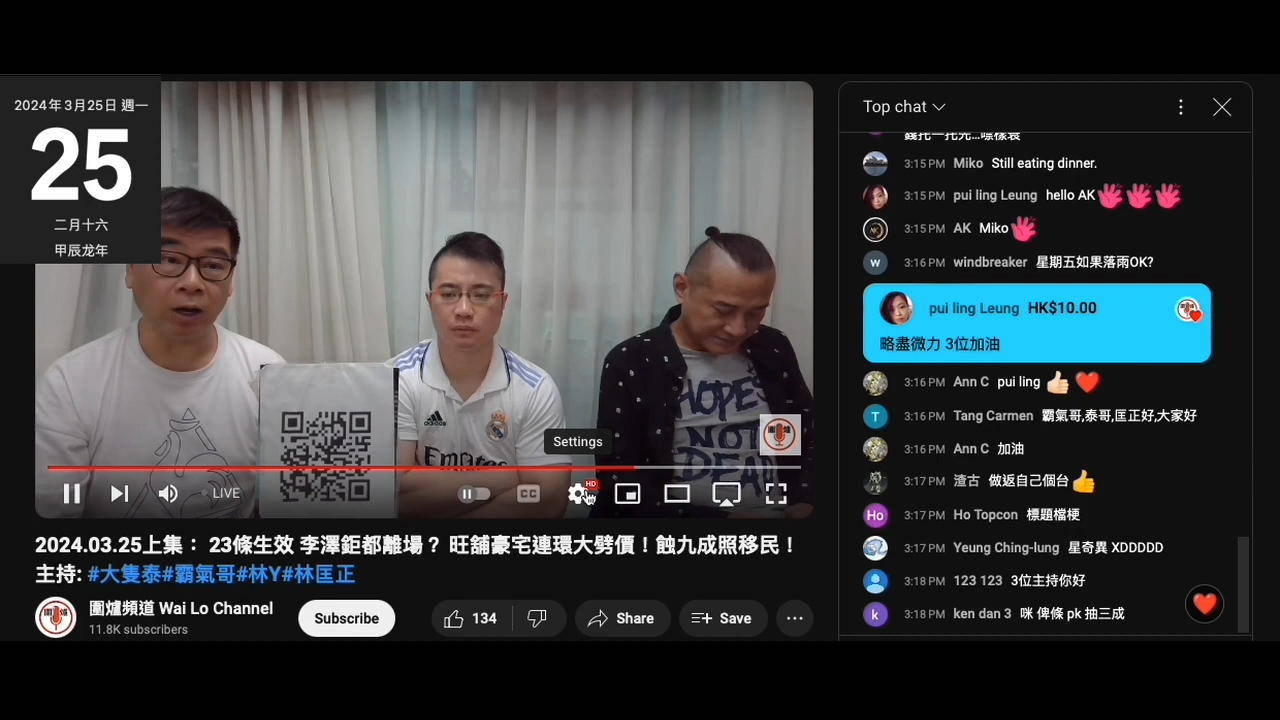 2024年3月25日 週一
25
二月十六
甲辰龙年
HOPES
NOT
DEAD
Emirates
圍爐
Settings
HD
CC
LIVE
2024.03.25上集： 23條生效 李澤鉅都離場？ 旺舖豪宅連環大劈價！蝕九成照移民！
主持: #大隻泰#霸氣哥#林Y#林匡正
圍爐頻道 Wai Lo Channel
11.8K subscribers
Subscribe
134
Share
Save
Top chat
3:15 PM Miko Still eating dinner.
3:15 PM pui ling Leung hello AK
3:15 PM AK Miko
3:16 PM windbreaker 星期五如果落雨OK?
pui ling Leung HK$10.00
略盡微力 3位加油
3:16 PM Ann C pui ling
3:16 PM Tang Carmen 霸氣哥,泰哥,匡正好,大家好
3:16 PM Ann C 加油
3:17 PM 渣古 做返自己個台
3:17 PM Ho Topcon 標題檔梗
3:17 PM Yeung Ching-lung 星奇異 XDDDDD
3:18 PM 123 123 3位主持你好
3:18 PM ken dan 3 咪 俾條 pk 抽三成